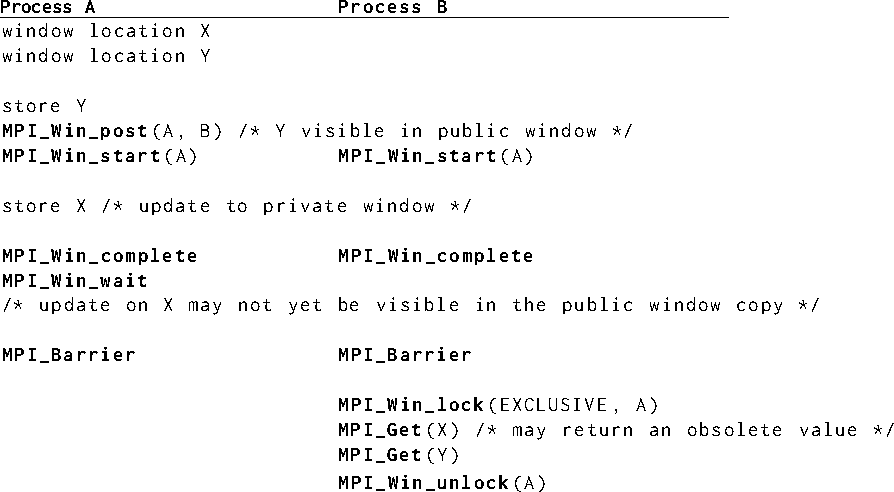 Process A Process B
window location X
window location Y
store Y
MPI_Win_post(A, B) /* Y visible in public window */
MPI_Win_start(A) MPI_Win_start(A)
store X /* update to private window */
MPI_Win_complete MPI_Win_complete
MPI_Win_wait
/* update on X may not yet be visible in the public window copy */
MPI_Barrier MPI_Barrier
MPI_Win_lock(EXCLUSIVE, A)
MPI_Get(X) /* may return an obsolete value */
MPI_Get(Y)
MPI_Win_unlock(A)